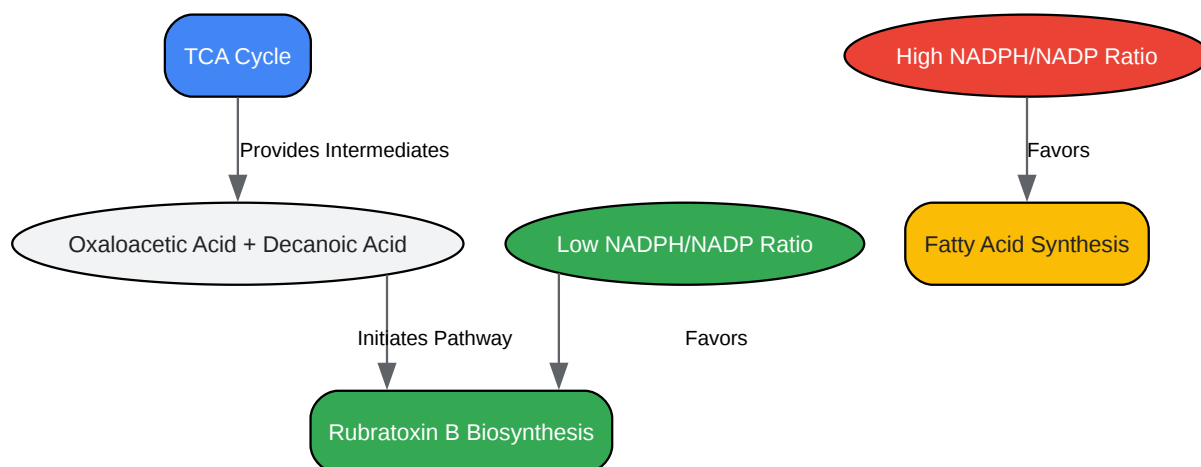 TCA Cycle
High NADPH/NADP Ratio
Provides Intermediates
Favors
Oxaloacetic Acid + Decanoic Acid
Low NADPH/NADP Ratio
Fatty Acid Synthesis
Initiates Pathway
Favors
Rubratoxin B Biosynthesis